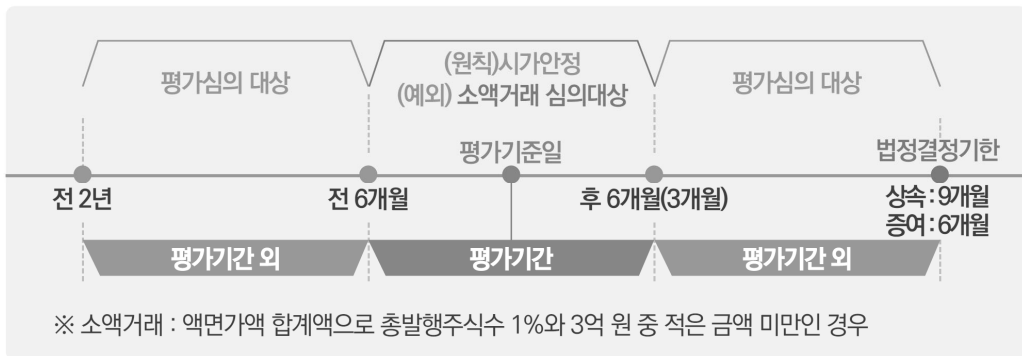 평가심의 대상
(원칙)시가안정
(예외) 소액거래 심의대상
평가심의 대상
평가기준일
법정결정기한
전 2년
전 6개월
후 6개월(3개월)
상속 : 9개월
증여 : 6개월
평가기간 외
평가기간
평가기간 외
※ 소액거래 : 액면가액 합계액으로 총발행주식수 1%와 3억 원 중 적은 금액 미만인 경우